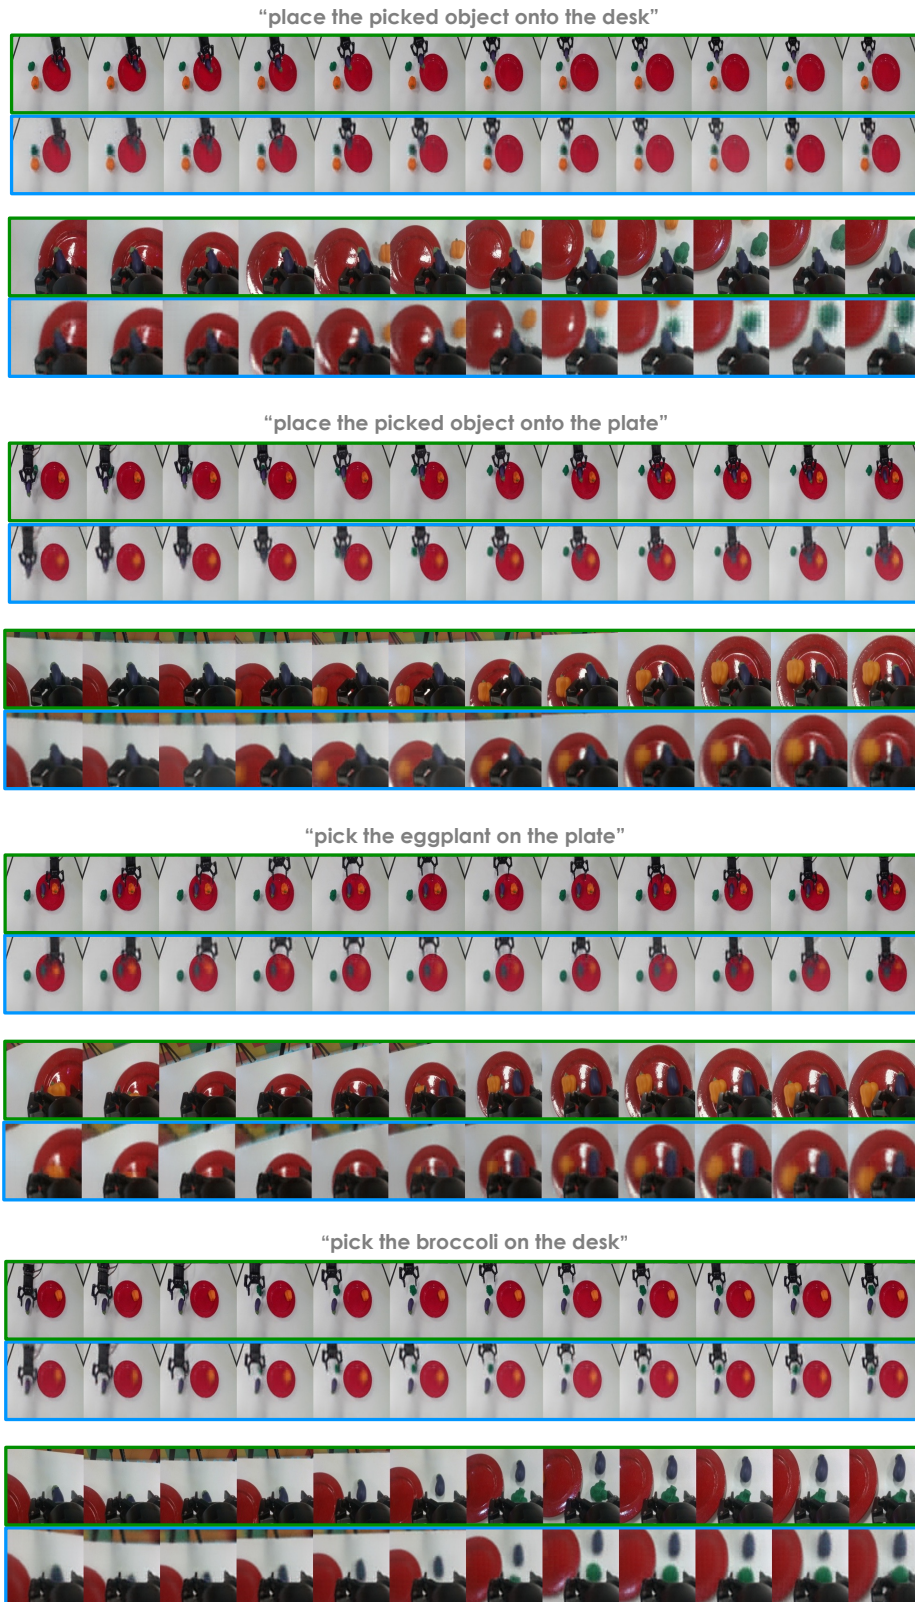 “place the picked object onto the desk”
“place the picked object onto the plate”
“pick the eggplant on the plate”
“pick the broccoli on the desk”